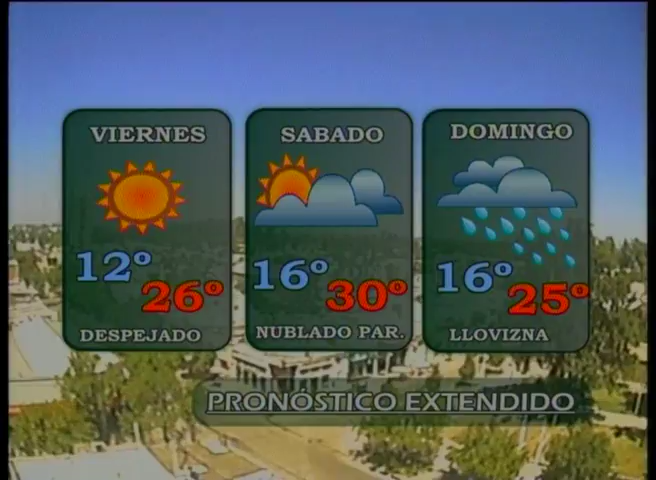 VIERNES
12º
26º
DESPEJADO
SABADO
16º
30º
NUBLADO PAR.
DOMINGO
16º
25º
LLOVIZNA
PRONÓSTICO EXTENDIDO